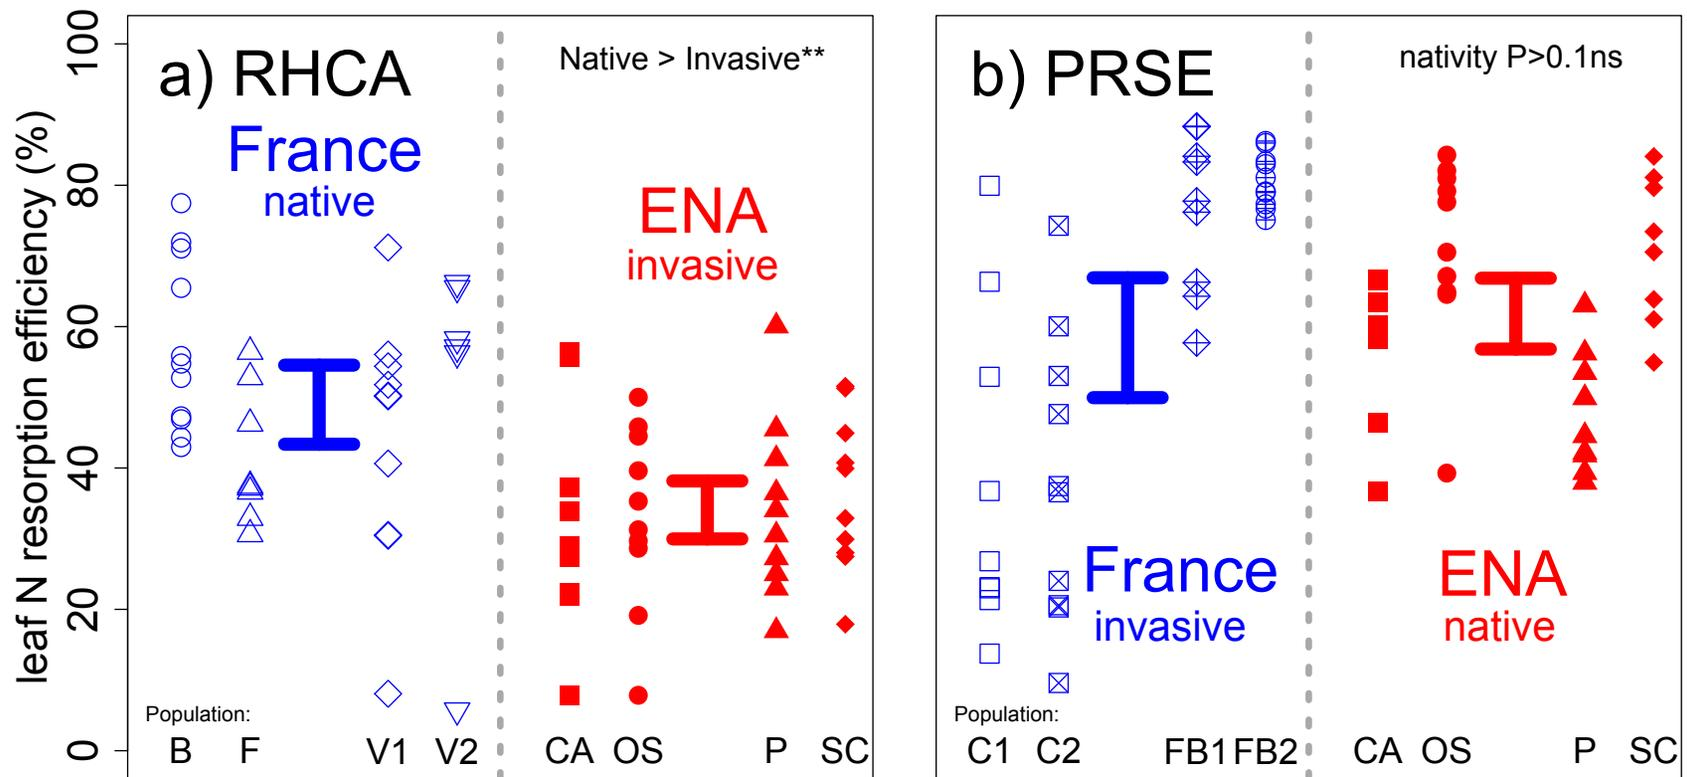 leaf N resorption efficiency (%)
100
80
60
40
20
0
a) RHCA
Native > Invasive**
France
native
ENA
invasive
Population:
B F V1 V2 CA OS P SC
b) PRSE
nativity P>0.1ns
France
invasive
ENA
native
Population:
C1 C2 FB1 FB2 CA OS P SC